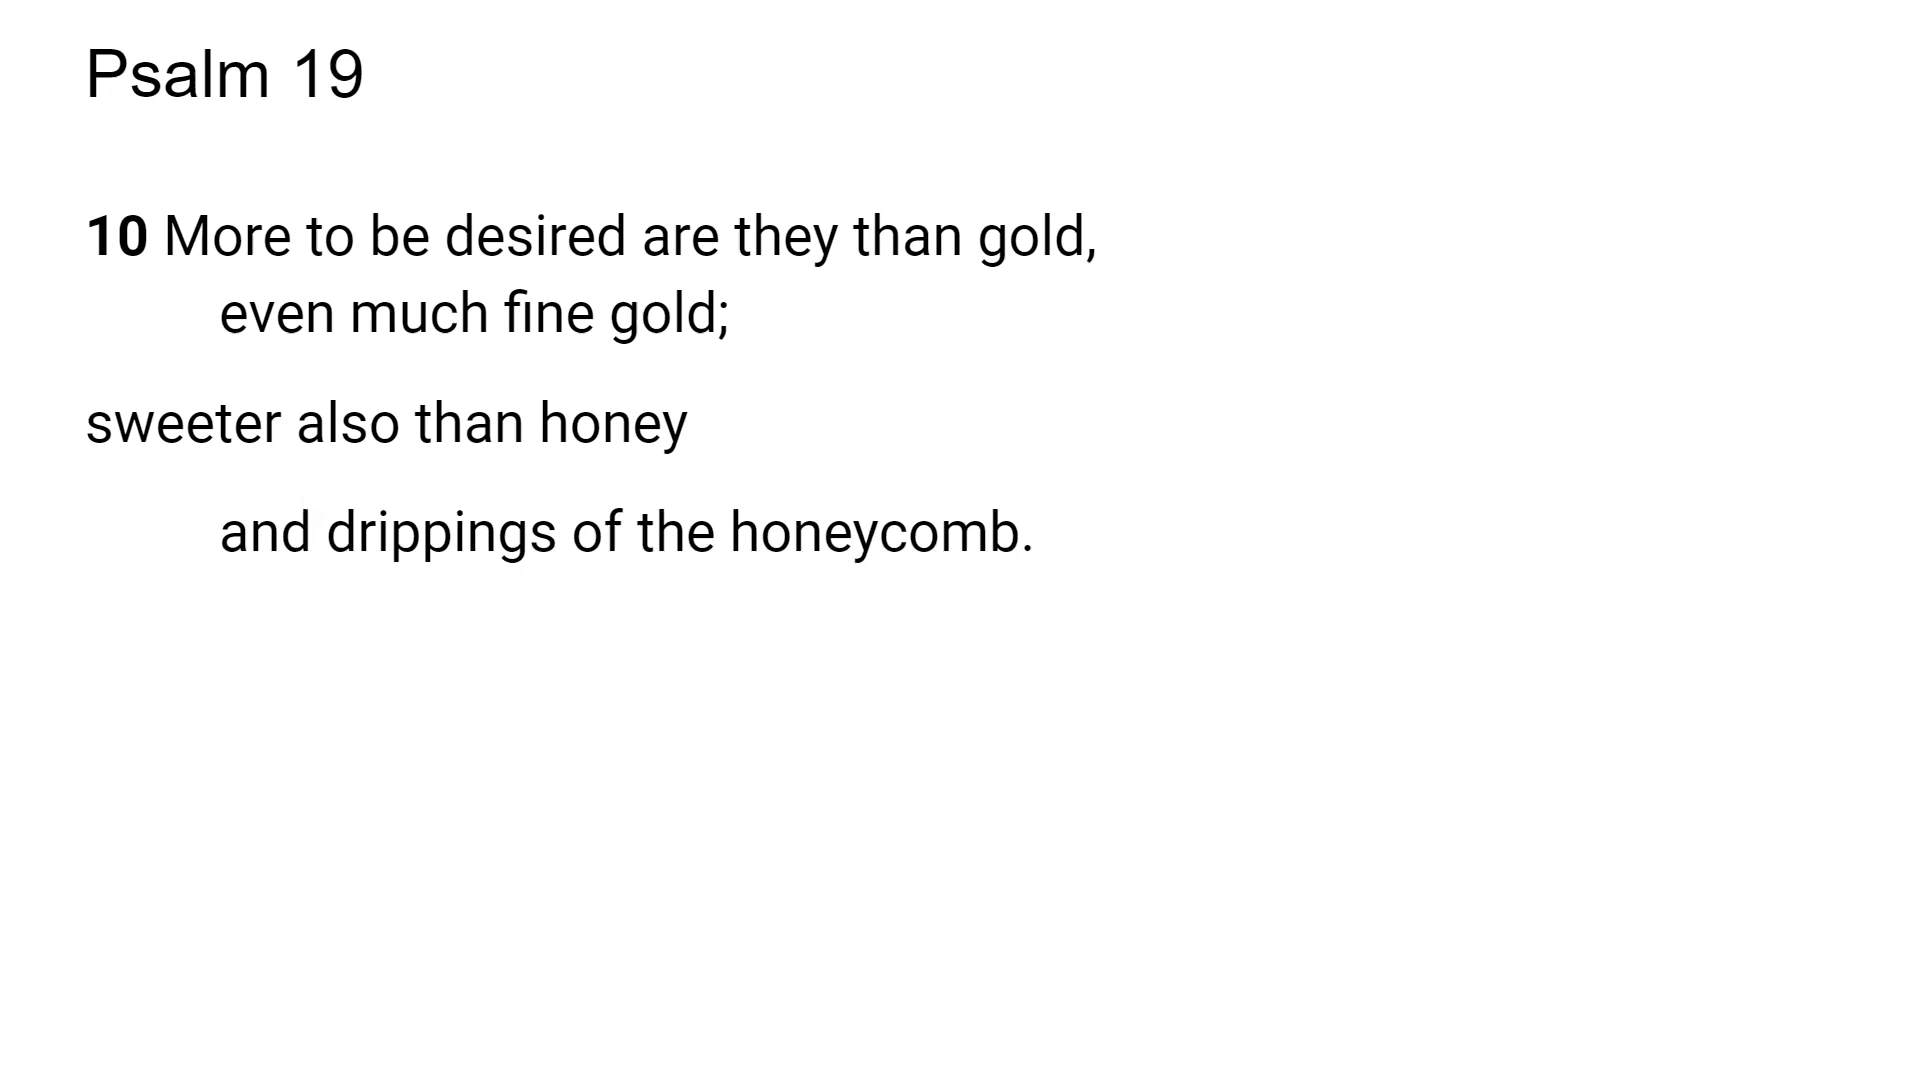 Psalm 19
10 More to be desired are they than gold,
even much fine gold;
sweeter also than honey
and drippings of the honeycomb.